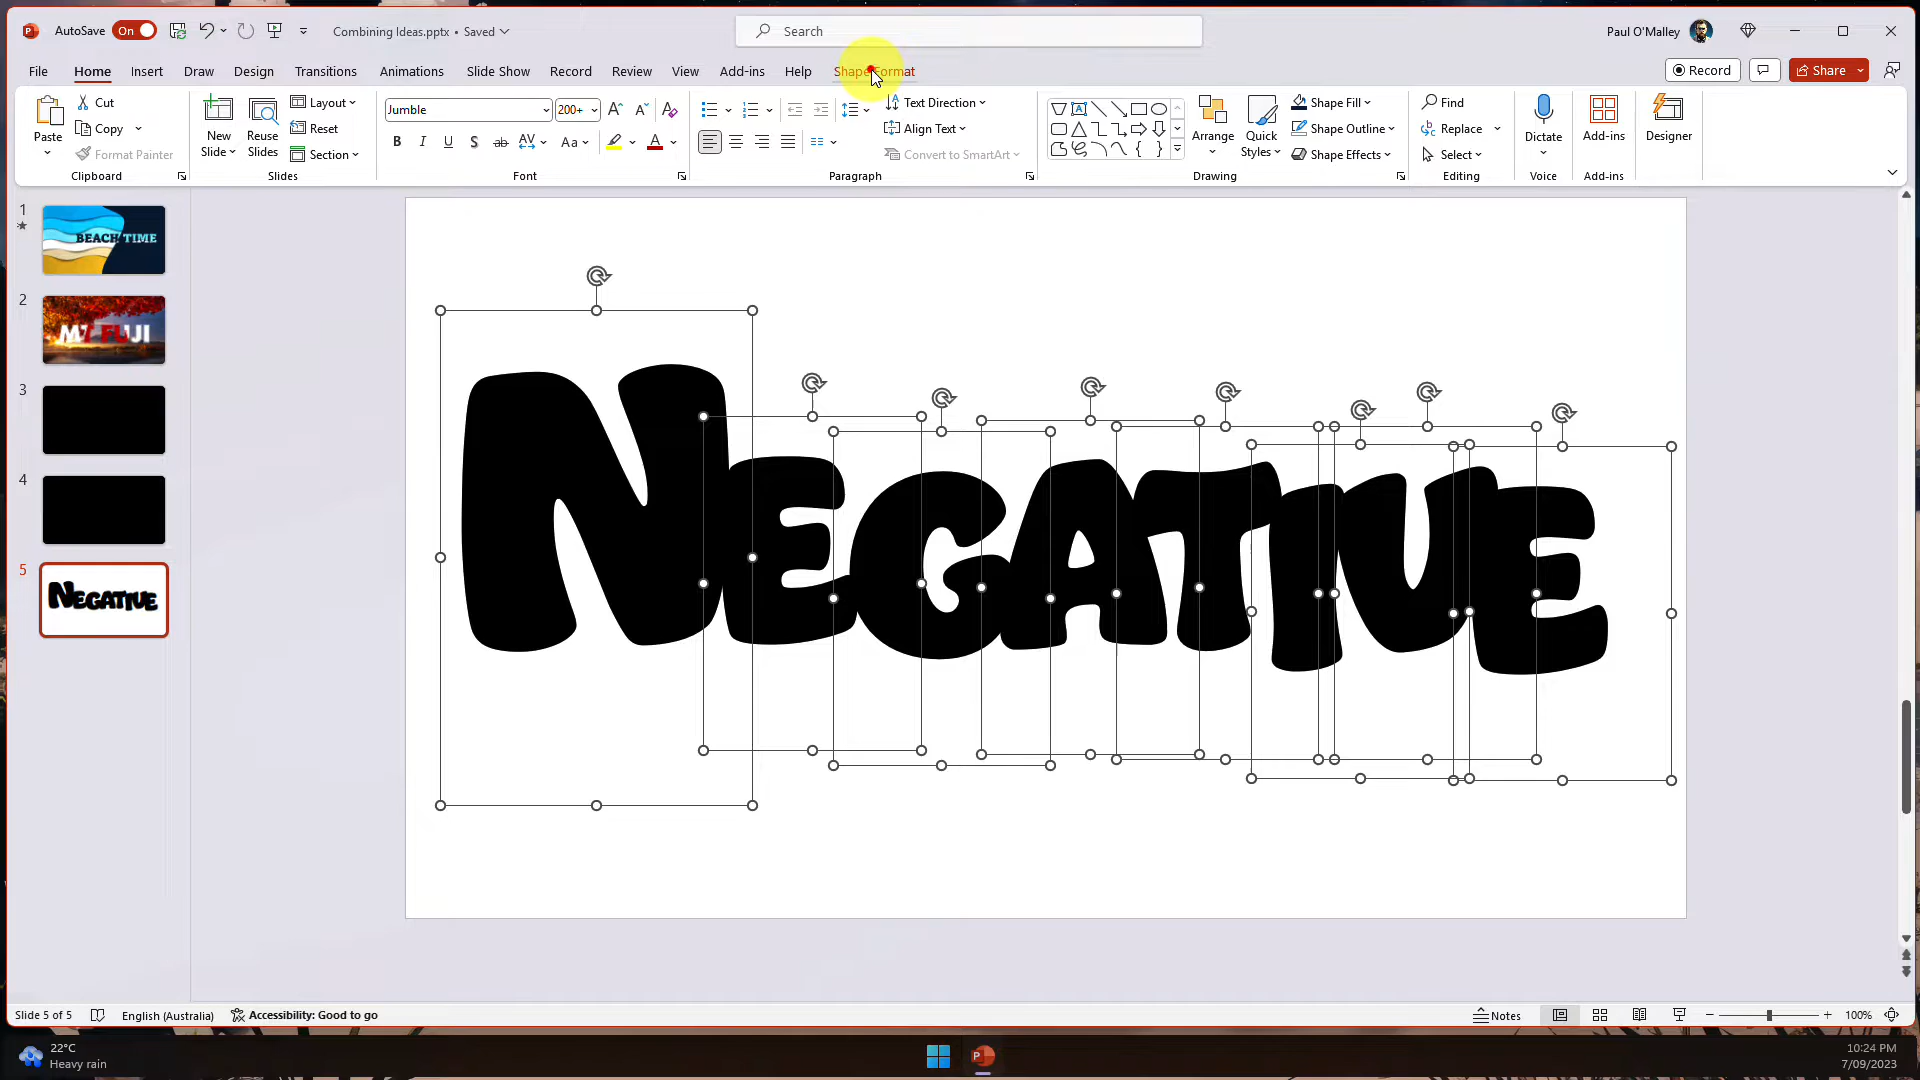 AutoSave On Combining Ideas.pptx • Saved Search Paul O'Malley
File Home Insert Draw Design Transitions Animations Slide Show Record Review View Add-ins Help Shape Format Record Share
Paste
Cut
Copy
Format Painter
Clipboard
New Slide
Reuse Slides
Layout
Reset
Section
Slides
Jumble 200+
B I U S ab AV Aa A
Font
Text Direction
Align Text
Convert to SmartArt
Paragraph
Arrange
Quick Styles
Shape Fill
Shape Outline
Shape Effects
Drawing
Find
Replace
Select
Editing
Dictate
Voice
Add-ins
Add-ins
Designer
1
BEACH TIME
2
MT FUJI
3
4
5
NEGATIVE
NEGATIVE
Slide 5 of 5 English (Australia) Accessibility: Good to go Notes 100%
22°C
Heavy rain
10:24 PM
7/09/2023